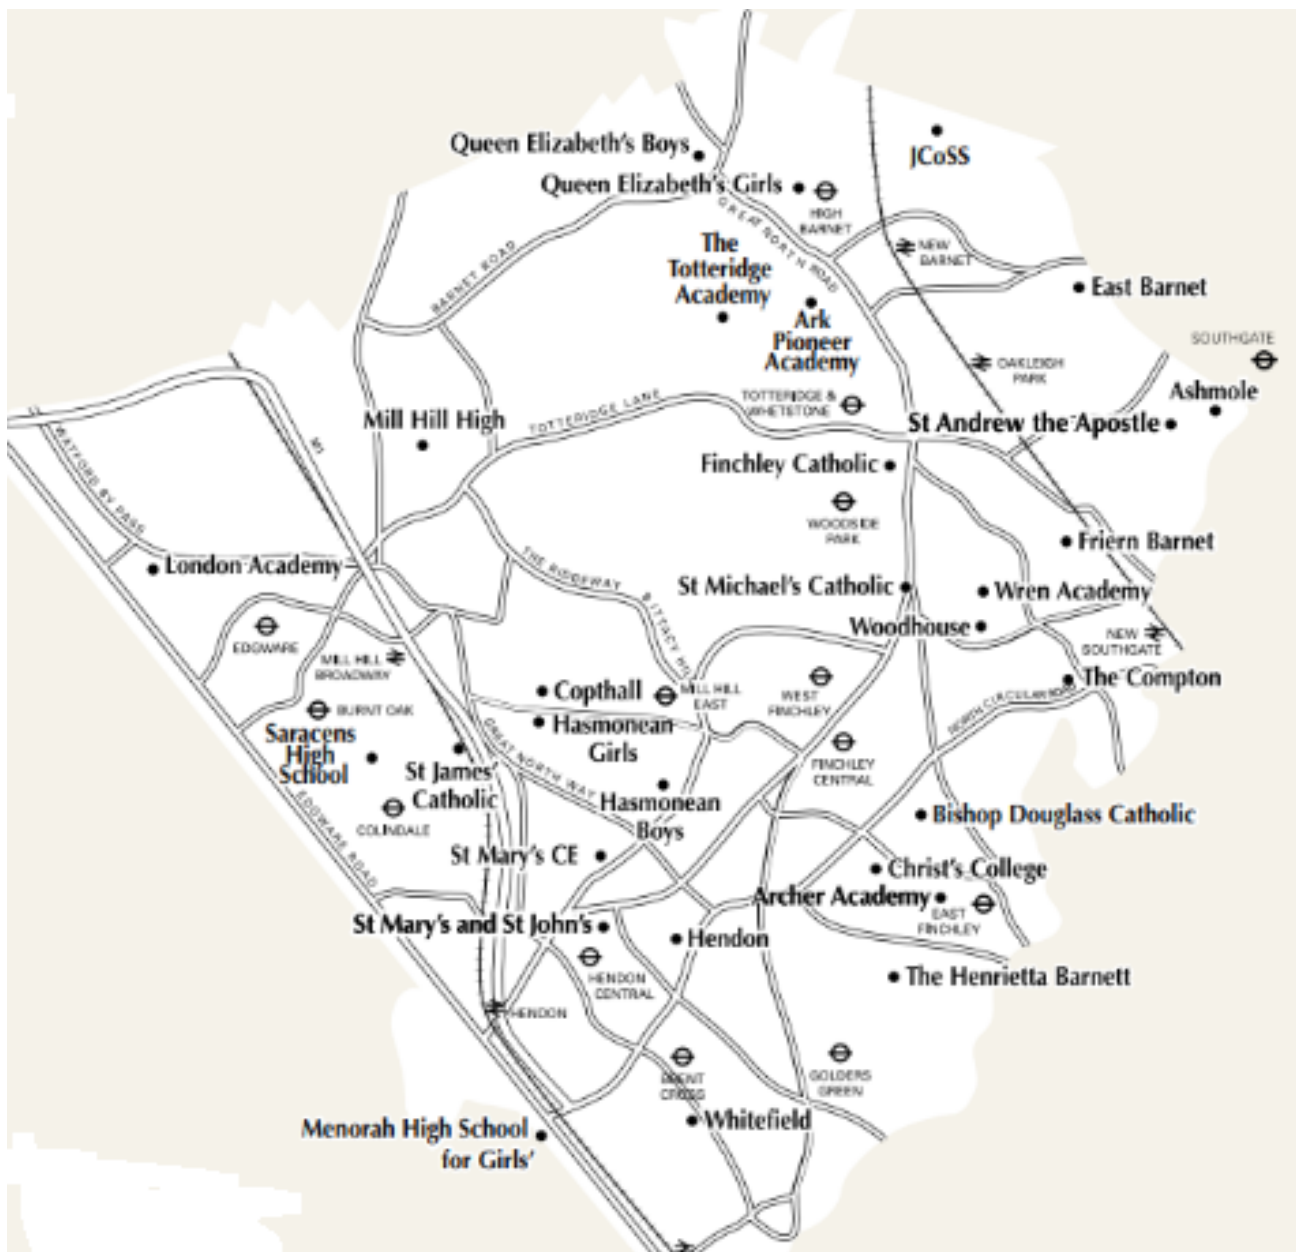 Queen Elizabeth's Boys
JCoSS
Queen Elizabeth's Girls
HIGH
BARNET
GREAT NORTH ROAD
NEW
BARNET
The
Totteridge
Academy
BARNET ROAD
East Barnet
Ark
Pioneer
Academy
SOUTHGATE
OAKLEIGH
PARK
Ashmole
TOTTERIDGE &
WHETSTONE
TOTTERIDGE LANE
Mill Hill High
St Andrew the Apostle
M1
WATFORD BY PASS
Finchley Catholic
WOODSIDE
PARK
Friern Barnet
London Academy
THE RIDGEWAY
St Michael's Catholic
Wren Academy
BITTACY HILL
Woodhouse
NEW
SOUTHGATE
EDGWARE
MILL HILL
BROADWAY
The Compton
Copthall
MILL HILL
EAST
WEST
FINCHLEY
NORTH CIRCULAR ROAD
BURNT OAK
Saracens
High
School
Hasmonean
Girls
GREAT NORTH WAY
FINCHLEY
CENTRAL
St James'
Catholic
Hasmonean
Boys
COLINDALE
EDGWARE ROAD
Bishop Douglass Catholic
St Mary's CE
Christ's College
Archer Academy
EAST
FINCHLEY
St Mary's and St John's
Hendon
HENDON
CENTRAL
The Henrietta Barnett
HENDON
BRENT
CROSS
GOLDERS
GREEN
Whitefield
Menorah High School
for Girls'